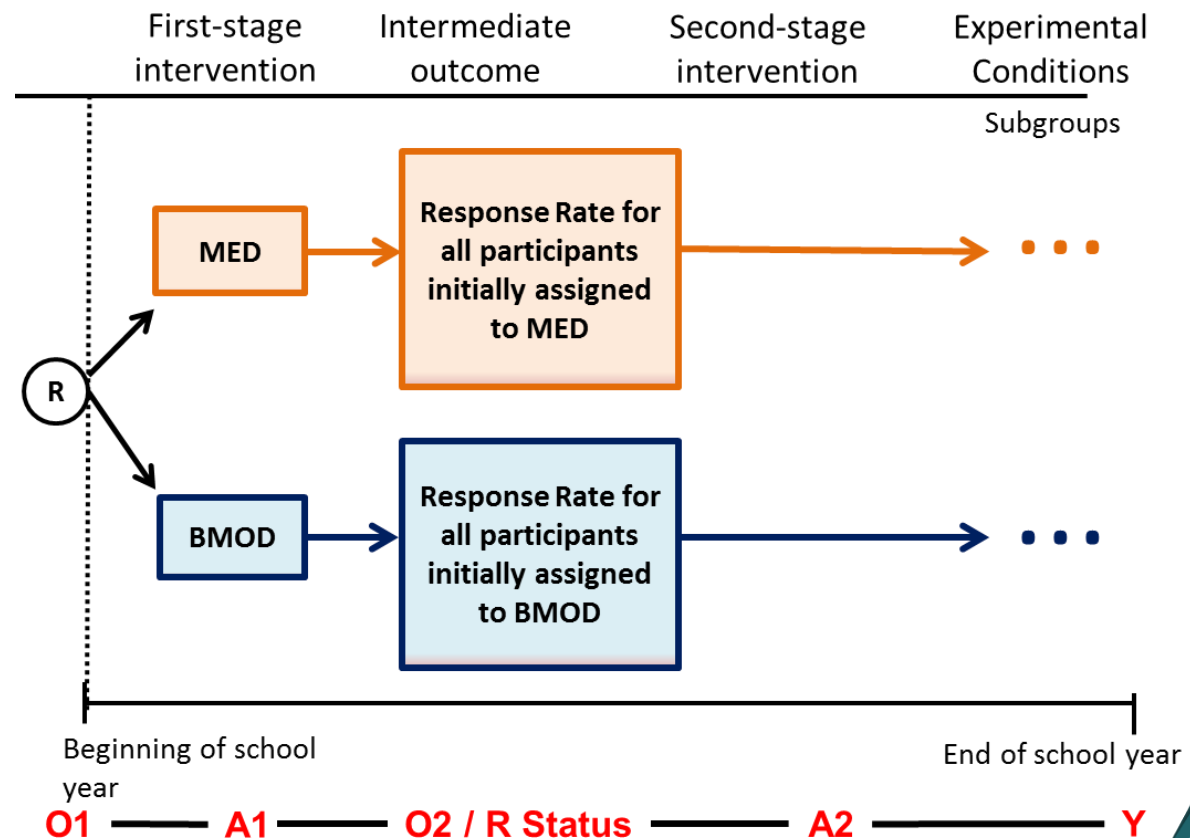 First-stage
intervention
Intermediate
outcome
Second-stage
intervention
Experimental
Conditions
Subgroups
MED
Response Rate for
all participants
initially assigned
to MED
R
BMOD
Response Rate for
all participants
initially assigned
to BMOD
Beginning of school
year
End of school year
O1 A1 O2 / R Status A2 Y